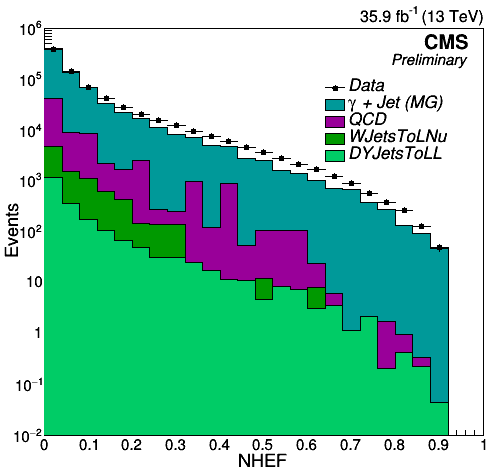 35.9 fb⁻¹ (13 TeV)
CMS
Preliminary
Data
γ + Jet (MG)
QCD
WJetsToLNu
DYJetsToLL
Events
10⁶
10⁵
10⁴
10³
10²
10
1
10⁻¹
10⁻²
0 0.1 0.2 0.3 0.4 0.5 0.6 0.7 0.8 0.9 1
NHEF